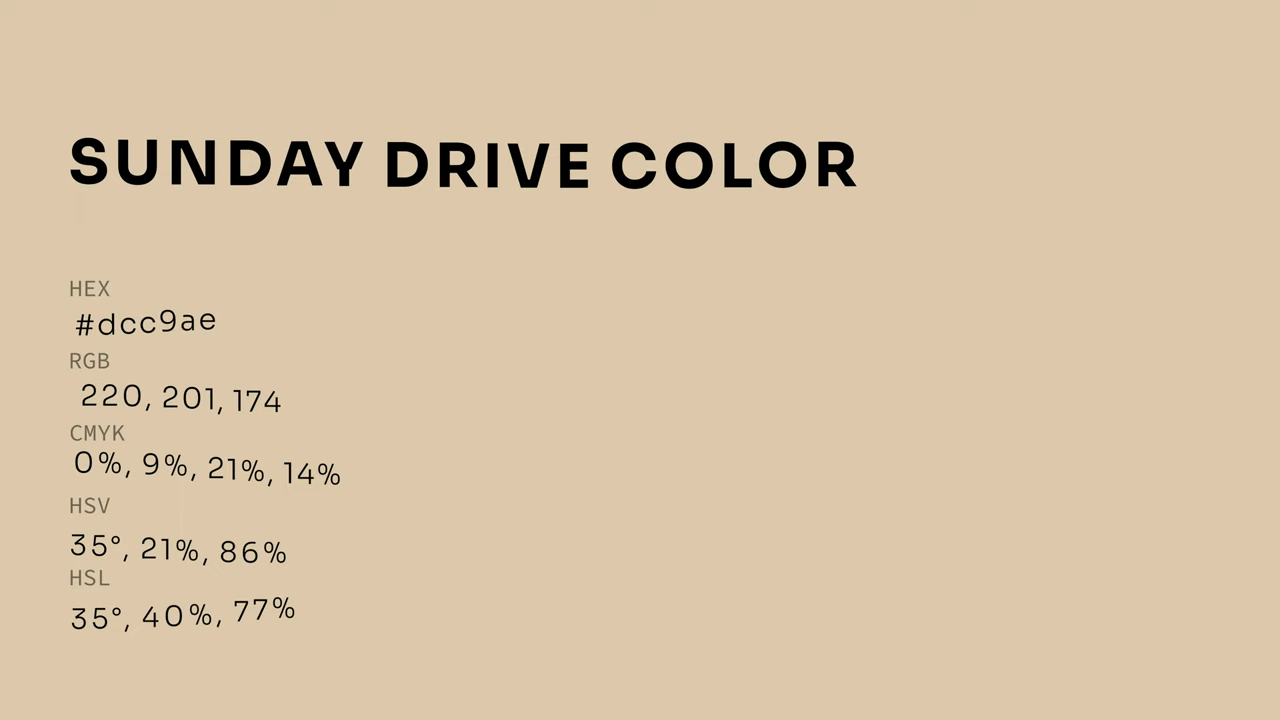 SUNDAY DRIVE COLOR
HEX
#dcc9ae
RGB
220, 201, 174
CMYK
0%, 9%, 21%, 14%
HSV
35°, 21%, 86%
HSL
35°, 40%, 77%